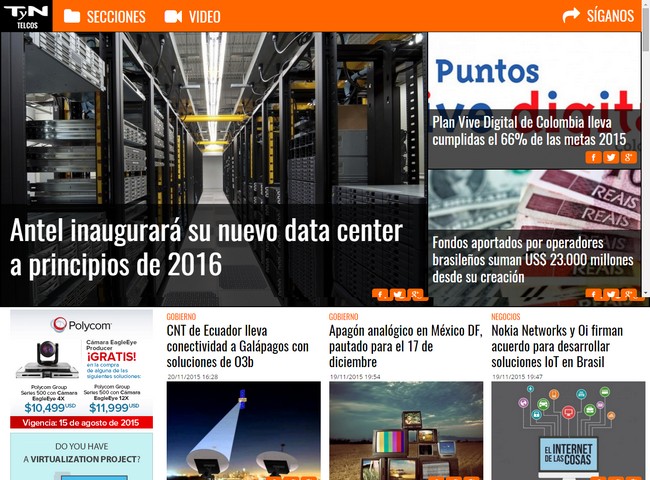 TyN
TELCOS
SECCIONES
VIDEO
SÍGANOS
Antel inaugurará su nuevo data center
a principios de 2016
Puntos
ve digita
Plan Vive Digital de Colombia lleva
cumplidas el 66% de las metas 2015
REAIS
REAIS
Fondos aportados por operadores
brasileños suman US$ 23.000 millones
desde su creación
Polycom
Cámara EagleEye
Producer
¡GRATIS!
en la compra
de alguna de las
siguientes soluciones:
Polycom Group
Series 500 con Cámara
EagleEye 4X
$10,499USD
Polycom Group
Series 500 con Cámara
EagleEye 12X
$11,999USD
Vigencia: 15 de agosto de 2015
DO YOU HAVE
A VIRTUALIZATION PROJECT?
GOBIERNO
CNT de Ecuador lleva
conectividad a Galápagos con
soluciones de O3b
20/11/2015 16:28
GOBIERNO
Apagón analógico en México DF,
pautado para el 17 de
diciembre
19/11/2015 19:54
NEGOCIOS
Nokia Networks y Oi firman
acuerdo para desarrollar
soluciones IoT en Brasil
19/11/2015 19:47
EL INTERNET
DE LAS COSAS